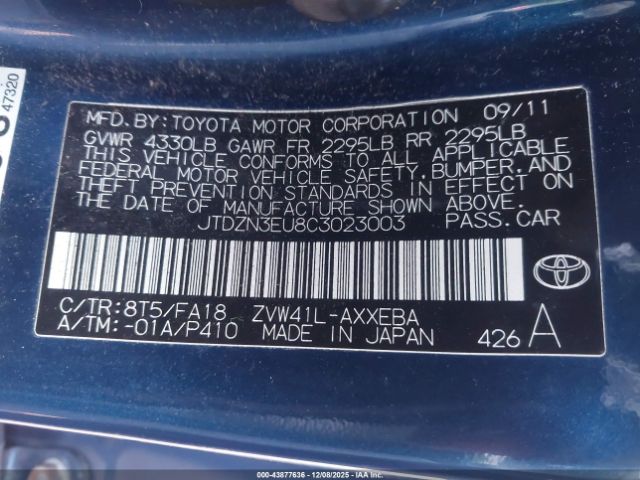 47320
MFD. BY: TOYOTA MOTOR CORPORATION 09/11
GVWR 4330LB GAWR FR 2295LB RR 2295LB
THIS VEHICLE CONFORMS TO ALL APPLICABLE
FEDERAL MOTOR VEHICLE SAFETY, BUMPER, AND
THEFT PREVENTION STANDARDS IN EFFECT ON
THE DATE OF MANUFACTURE SHOWN ABOVE.
JTDZN3EU8C3023003 PASS. CAR
C/TR: 8T5/FA18 ZVW41L-AXXEBA
A/TM: -01A/P410 MADE IN JAPAN 426 A
000-43877636 - 12/08/2025 - IAAI.COM